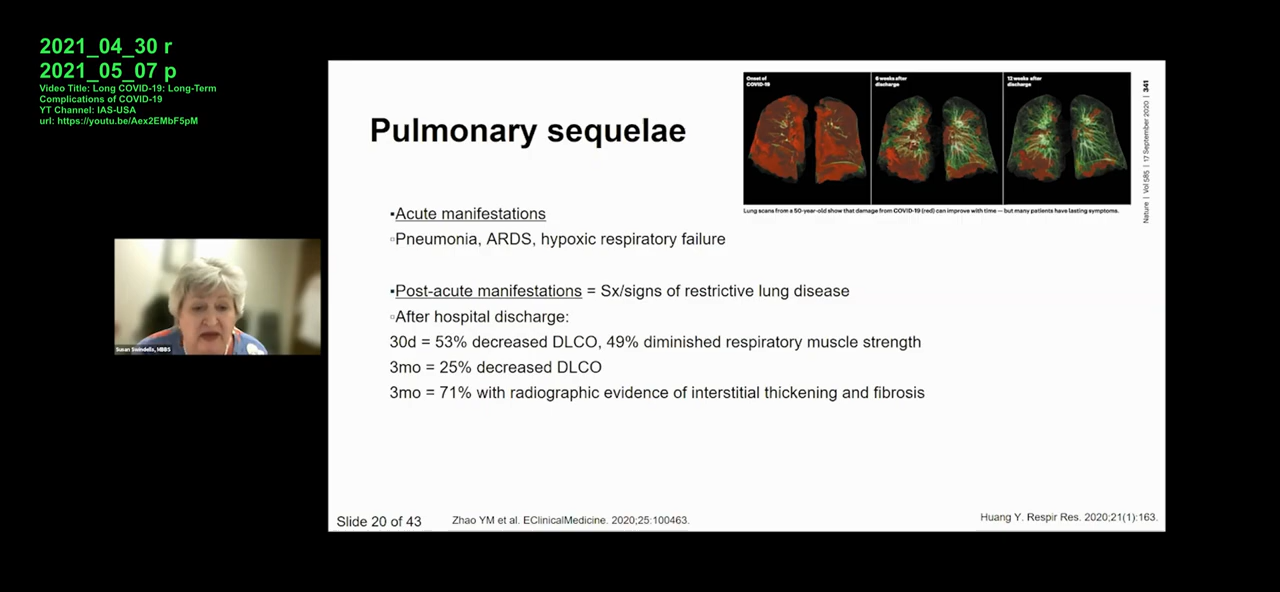 2021_04_30 r
2021_05_07 p
Video Title: Long COVID-19: Long-Term
Complications of COVID-19
YT Channel: IAS-USA
url: https://youtu.be/Aex2EMbF5pM
Onset of
COVID-19
6 weeks after
discharge
12 weeks after
discharge
Lung scans from a 50-year-old show that damage from COVID-19 (red) can improve with time — but many patients have lasting symptoms.
Nature | Vol 585 | 17 September 2020 | 341
Pulmonary sequelae
▪Acute manifestations
▫Pneumonia, ARDS, hypoxic respiratory failure
▪Post-acute manifestations = Sx/signs of restrictive lung disease
▫After hospital discharge:
30d = 53% decreased DLCO, 49% diminished respiratory muscle strength
3mo = 25% decreased DLCO
3mo = 71% with radiographic evidence of interstitial thickening and fibrosis
Susan Swindells, MBBS
Slide 20 of 43
Zhao YM et al. EClinicalMedicine. 2020;25:100463.
Huang Y. Respir Res. 2020;21(1):163.